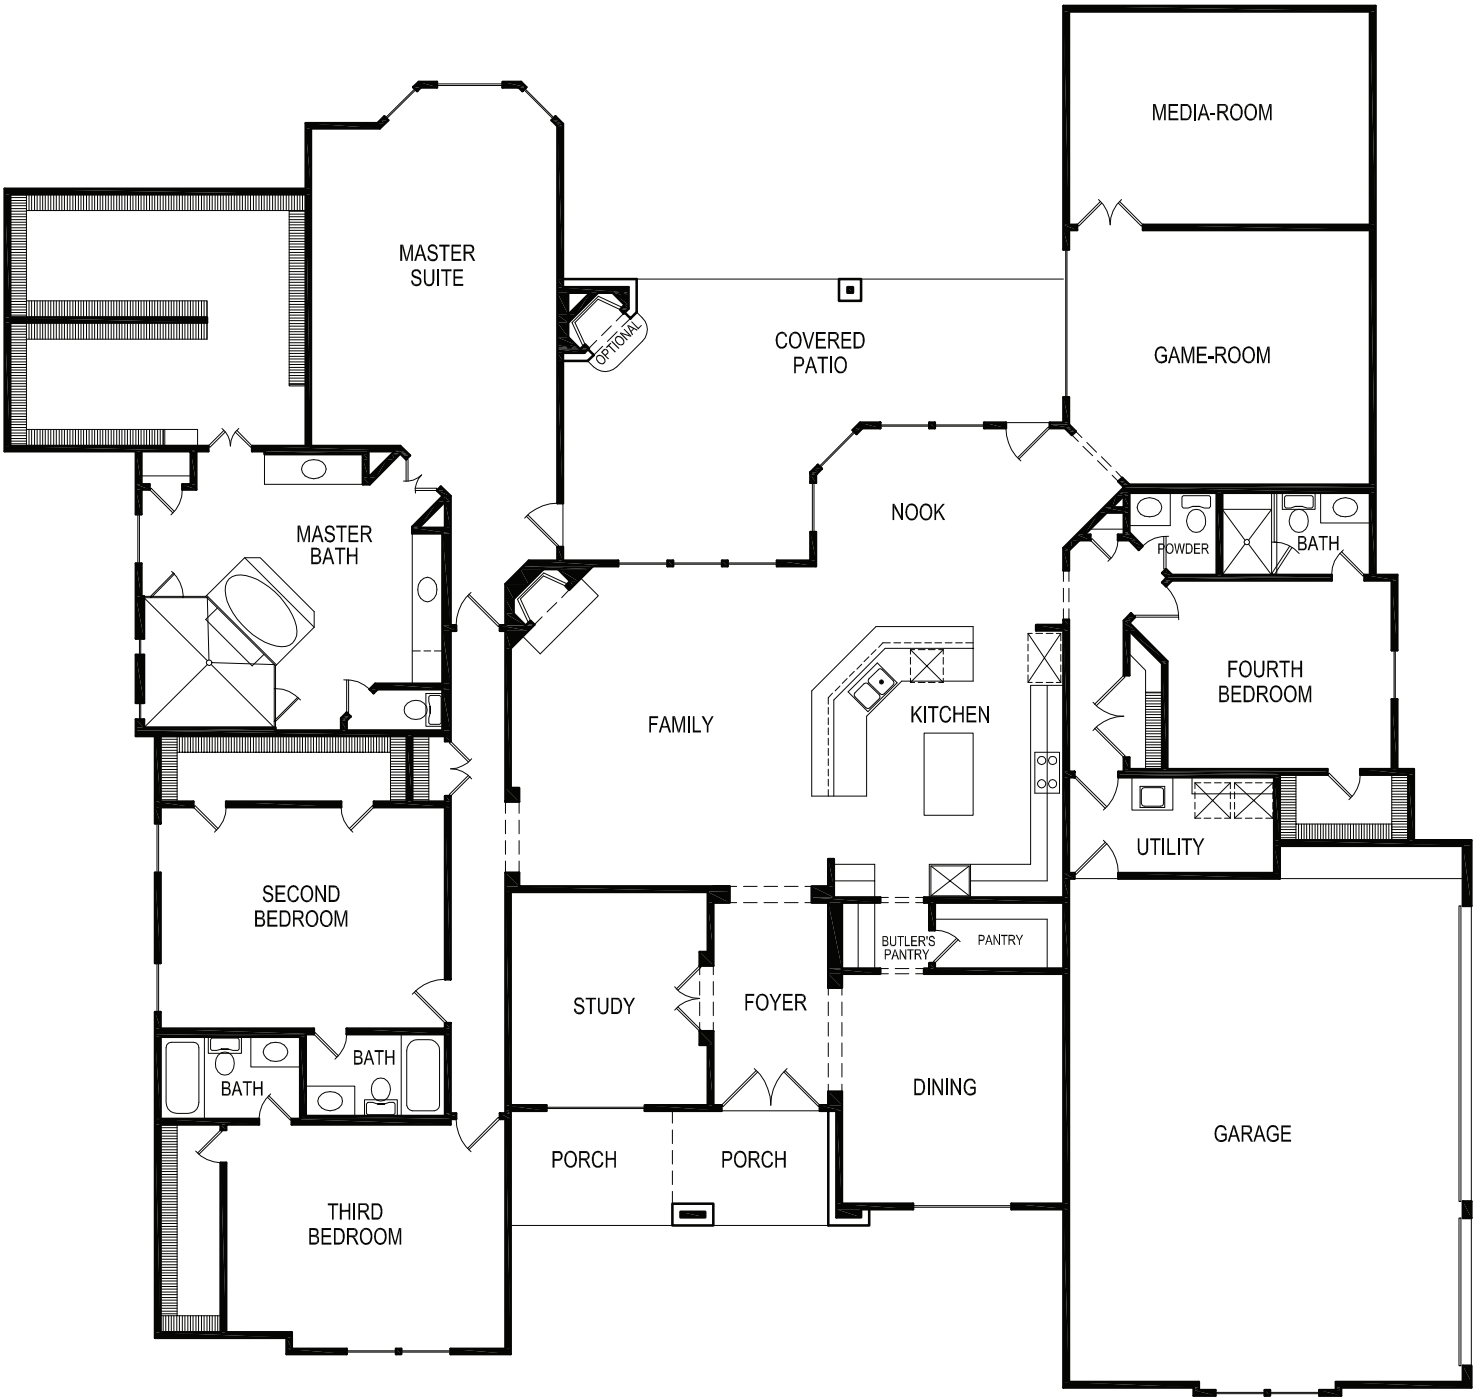 MEDIA-ROOM
MASTER
SUITE
OPTIONAL
COVERED
PATIO
GAME-ROOM
NOOK
MASTER
BATH
POWDER
BATH
FOURTH
BEDROOM
FAMILY
KITCHEN
UTILITY
SECOND
BEDROOM
BUTLER'S
PANTRY
PANTRY
STUDY
FOYER
BATH
BATH
DINING
GARAGE
PORCH
PORCH
THIRD
BEDROOM